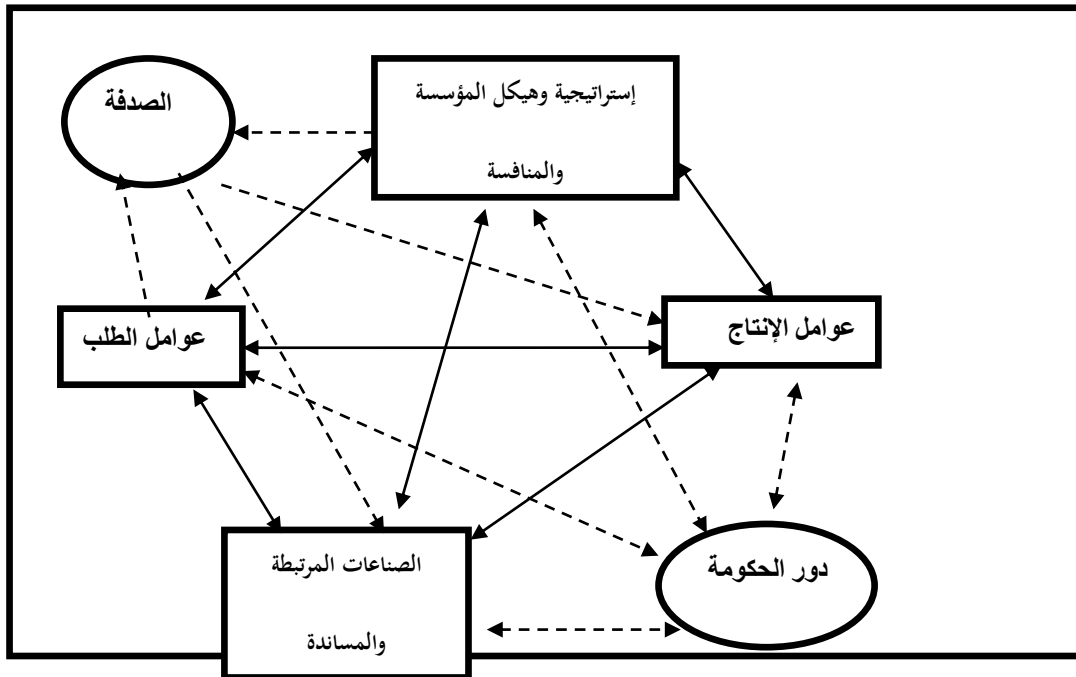 الصدفة
إستراتيجية وهيكل المؤسسة
والمنافسة
عوامل الإنتاج
عوامل الطلب
دور الحكومة
الصناعات المرتبطة
والمساندة